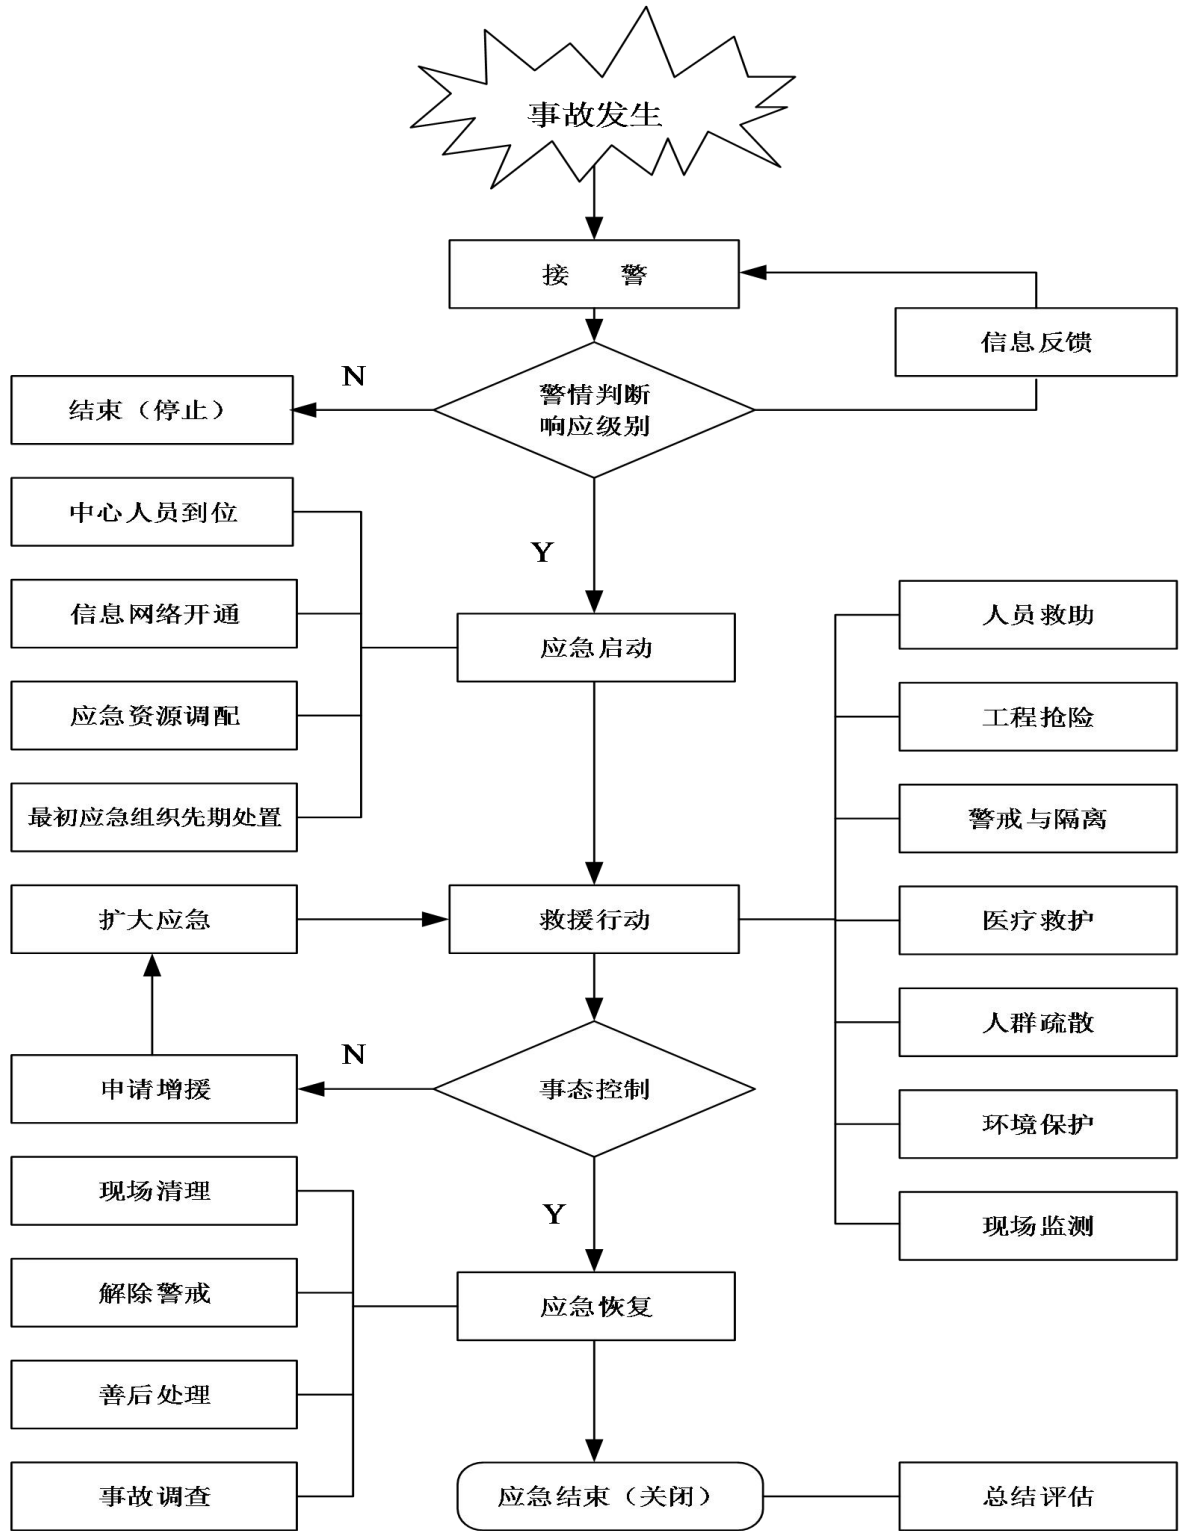 事故发生
接 警
信息反馈
N
警情判断
响应级别
结束（停止）
中心人员到位
Y
信息网络开通
人员救助
应急启动
应急资源调配
工程抢险
最初应急组织先期处置
警戒与隔离
扩大应急
救援行动
医疗救护
人群疏散
N
申请增援
事态控制
环境保护
现场清理
Y
现场监测
解除警戒
应急恢复
善后处理
事故调查
应急结束（关闭）
总结评估